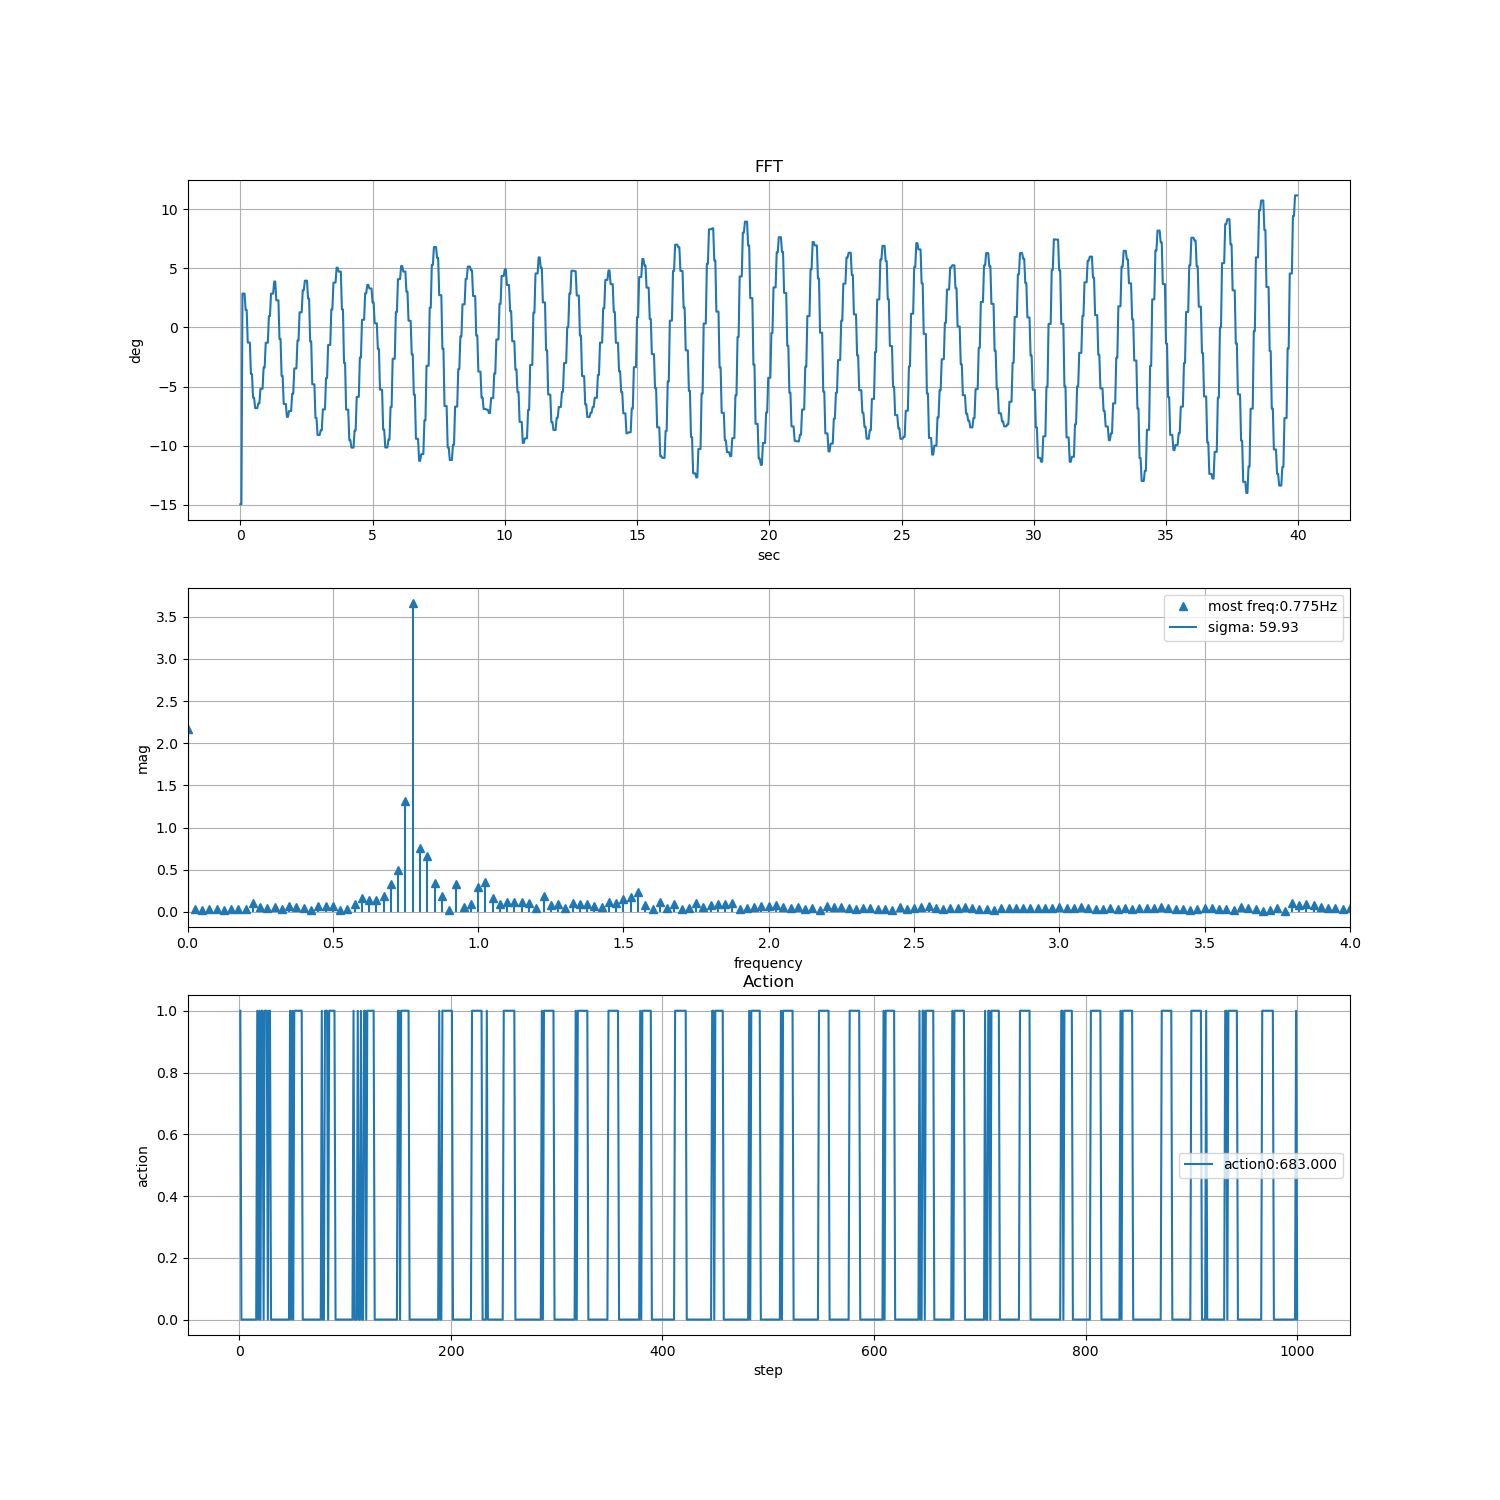 FFT
10
5
0
−5
−10
−15
deg
0 5 10 15 20 25 30 35 40
sec
most freq:0.775Hz
sigma: 59.93
3.5
3.0
2.5
2.0
1.5
1.0
0.5
0.0
mag
0.0 0.5 1.0 1.5 2.0 2.5 3.0 3.5 4.0
frequency
Action
1.0
0.8
0.6
0.4
0.2
0.0
action
action0:683.000
0 200 400 600 800 1000
step